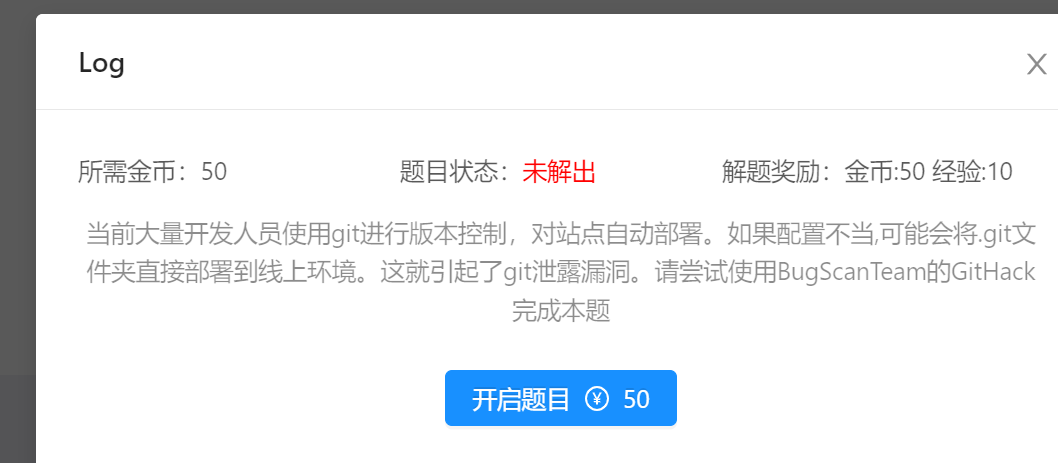 Log
X
所需金币：50 题目状态：未解出 解题奖励：金币:50 经验:10
当前大量开发人员使用git进行版本控制，对站点自动部署。如果配置不当,可能会将.git文
件夹直接部署到线上环境。这就引起了git泄露漏洞。请尝试使用BugScanTeam的GitHack
完成本题
开启题目 ¥ 50